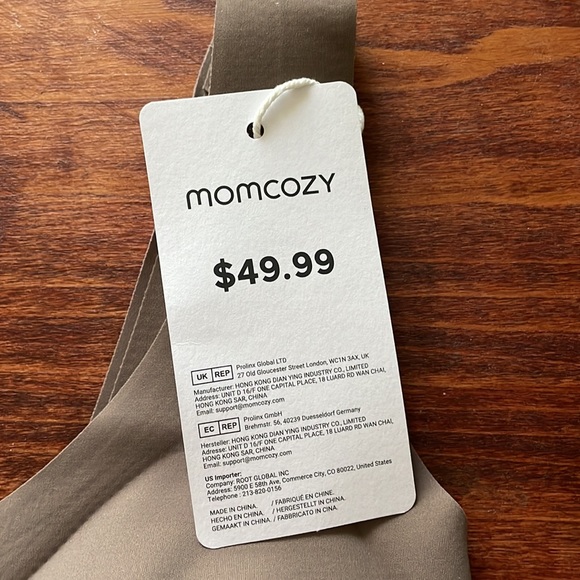 momcozy
$49.99
UK REP Prolinx Global LTD
27 Old Gloucester Street London, WC1N 3AX, UK
Manufacturer: HONG KONG DIAN YING INDUSTRY CO., LIMITED
Address: UNIT D 16/F ONE CAPITAL PLACE, 18 LUARD RD WAN CHAI,
HONG KONG SAR, CHINA
Email: support@momcozy.com
EC REP Prolinx GmbH
Brehmstr. 56, 40239 Duesseldorf Germany
Hersteller: HONG KONG DIAN YING INDUSTRY CO., LIMITED
Adresse: UNIT D 16/F ONE CAPITAL PLACE, 18 LUARD RD WAN CHAI,
HONG KONG SAR, CHINA
Email: support@momcozy.com
US Importer:
Company: RDOT GLOBAL INC
Address: 5900 E 58th Ave, Commerce City, CO 80022, United States
Telephone : 213-820-0156
MADE IN CHINA. / FABRIQUÉ EN CHINE.
HECHO EN CHINA. / HERGESTELLT IN CHINA.
GEMAAKT IN CHINA. / FABBRICATO IN CINA.